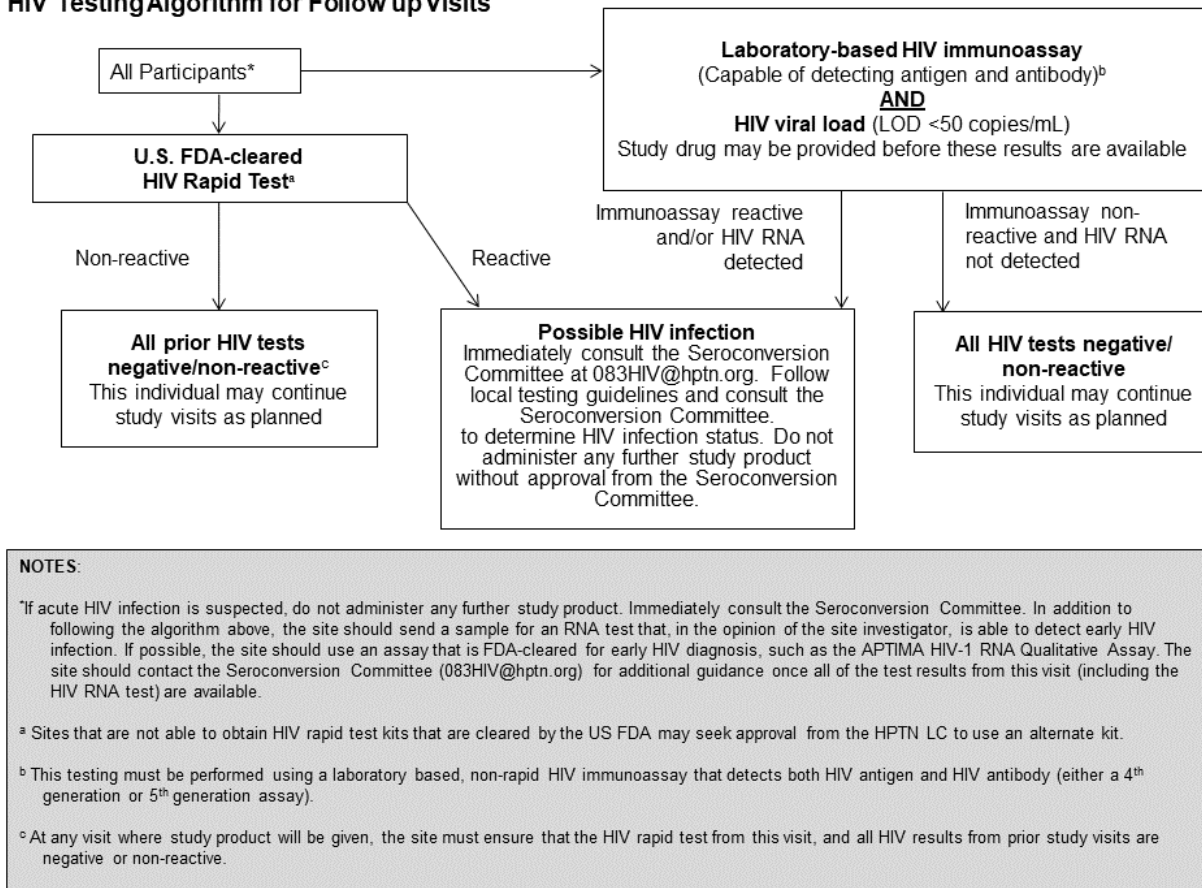 HIV Testing Algorithm for Follow up Visits
All Participants*
Laboratory-based HIV immunoassay
(Capable of detecting antigen and antibody)ᵇ
AND
HIV viral load (LOD <50 copies/mL)
Study drug may be provided before these results are available
U.S. FDA-cleared
HIV Rapid Testᵃ
Non-reactive
Reactive
Immunoassay reactive
and/or HIV RNA
detected
Immunoassay non-
reactive and HIV RNA
not detected
All prior HIV tests
negative/non-reactiveᶜ
This individual may continue
study visits as planned
Possible HIV infection
Immediately consult the Seroconversion
Committee at 083HIV@hptn.org. Follow
local testing guidelines and consult the
Seroconversion Committee.
to determine HIV infection status. Do not
administer any further study product
without approval from the Seroconversion
Committee.
All HIV tests negative/
non-reactive
This individual may continue
study visits as planned
NOTES:
*If acute HIV infection is suspected, do not administer any further study product. Immediately consult the Seroconversion Committee. In addition to
following the algorithm above, the site should send a sample for an RNA test that, in the opinion of the site investigator, is able to detect early HIV
infection. If possible, the site should use an assay that is FDA-cleared for early HIV diagnosis, such as the APTIMA HIV-1 RNA Qualitative Assay. The
site should contact the Seroconversion Committee (083HIV@hptn.org) for additional guidance once all of the test results from this visit (including the
HIV RNA test) are available.
ᵃ Sites that are not able to obtain HIV rapid test kits that are cleared by the US FDA may seek approval from the HPTN LC to use an alternate kit.
ᵇ This testing must be performed using a laboratory based, non-rapid HIV immunoassay that detects both HIV antigen and HIV antibody (either a 4ᵗʰ
generation or 5ᵗʰ generation assay).
ᶜ At any visit where study product will be given, the site must ensure that the HIV rapid test from this visit, and all HIV results from prior study visits are
negative or non-reactive.